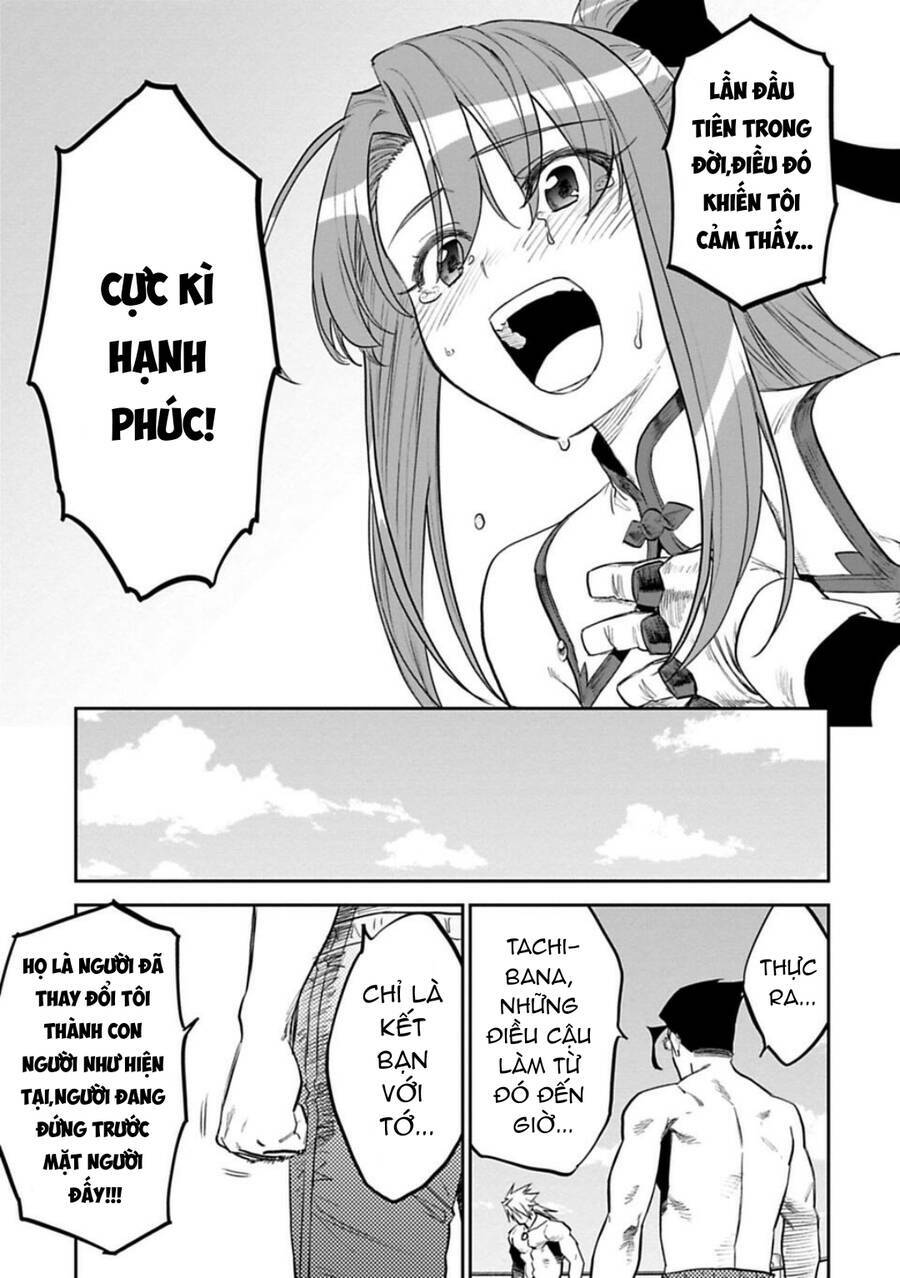 LẦN ĐẦU
TIÊN TRONG
ĐỜI,ĐIỀU ĐÓ
KHIẾN TÔI
CẢM THẤY...
CỰC KÌ
HẠNH
PHÚC!
THỰC
RA...
TACHI-
BANA,
NHỮNG
ĐIỀU CẬU
LÀM TỪ
ĐÓ ĐẾN
GIỜ...
CHỈ LÀ
KẾT
BẠN
VỚI
TỚ...
HỌ LÀ NGƯỜI ĐÃ
THAY ĐỔI TÔI
THÀNH CON
NGƯỜI NHƯ HIỆN
TẠI,NGƯỜI ĐANG
ĐỨNG TRƯỚC
MẶT NGƯỜI
ĐẤY!!!